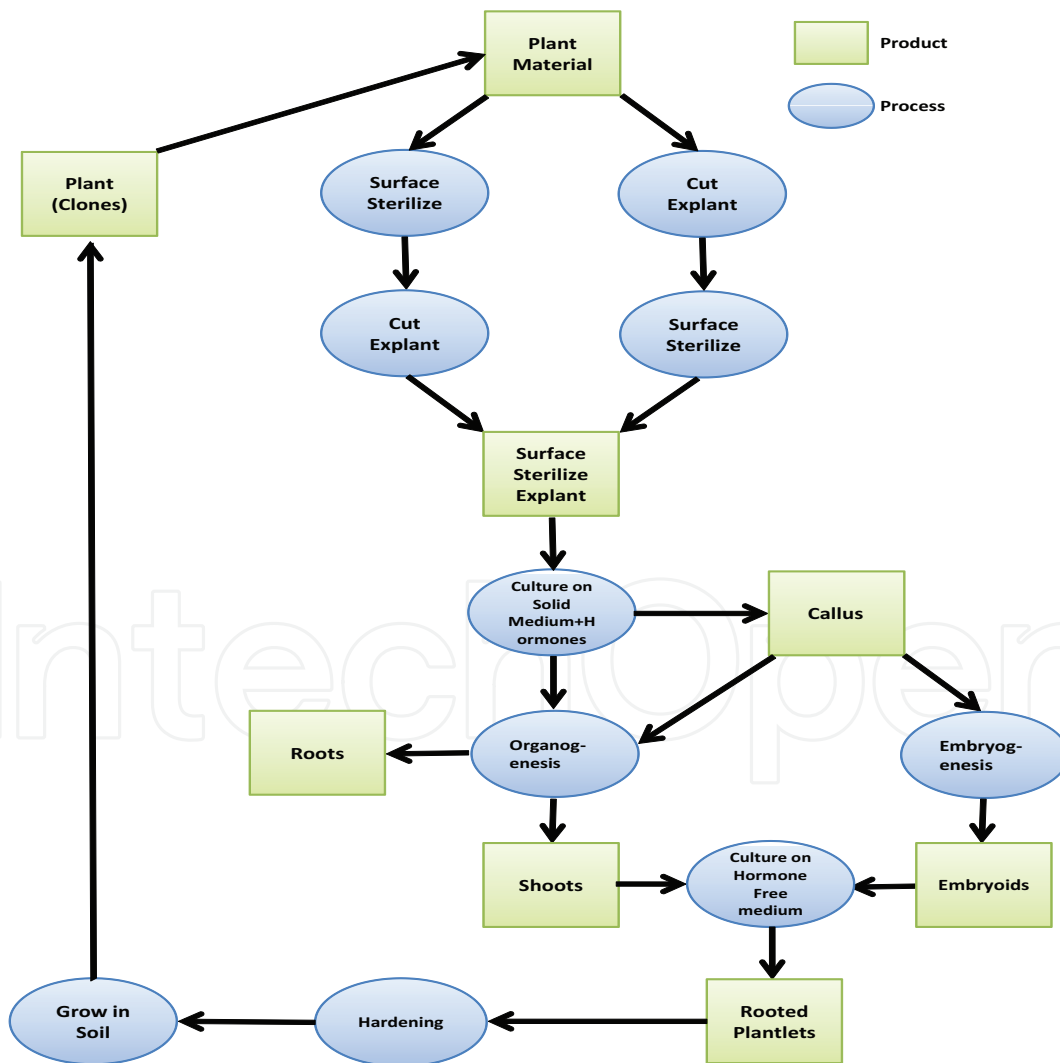 Plant
Material
Product
Process
Plant
(Clones)
Surface
Sterilize
Cut
Explant
Cut
Explant
Surface
Sterilize
Surface
Sterilize
Explant
Culture on
Solid
Medium+H
ormones
Callus
Roots
Organog-
enesis
Embryog-
enesis
Shoots
Culture on
Hormone
Free
medium
Embryoids
Grow in
Soil
Hardening
Rooted
Plantlets
IntechOpen